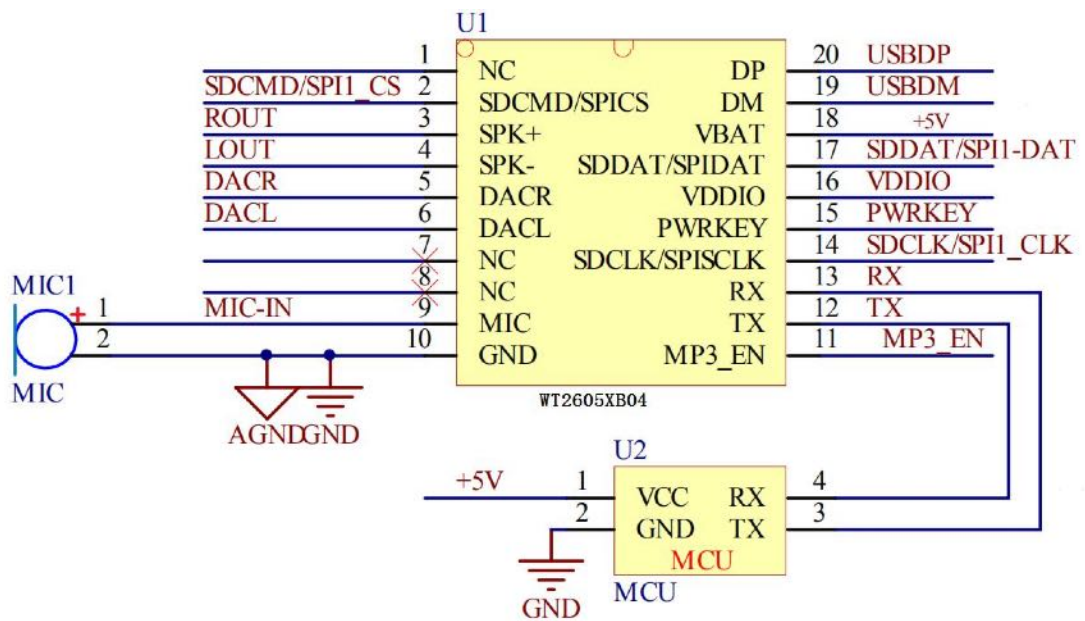 U1
1 NC DP 20 USBDP
SDCMD/SPI1_CS 2 SDCMD/SPICS DM 19 USBDM
ROUT 3 SPK+ VBAT 18 +5V
LOUT 4 SPK- SDDAT/SPIDAT 17 SDDAT/SPI1-DAT
DACR 5 DACR VDDIO 16 VDDIO
DACL 6 DACL PWRKEY 15 PWRKEY
7 NC SDCLK/SPISCLK 14 SDCLK/SPI1_CLK
8 NC RX 13 RX
MIC1
+ 1 MIC-IN 9 MIC TX 12 TX
2 10 GND MP3_EN 11 MP3_EN
MIC
WT2605XB04
AGND GND
U2
+5V 1 VCC RX 4
2 GND TX 3
MCU
MCU
GND